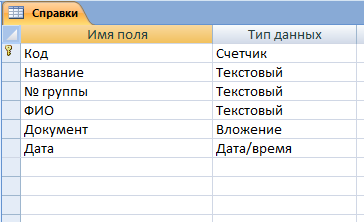 Справки
Имя поля Тип данных
Код Счетчик
Название Текстовый
№ группы Текстовый
ФИО Текстовый
Документ Вложение
Дата Дата/время